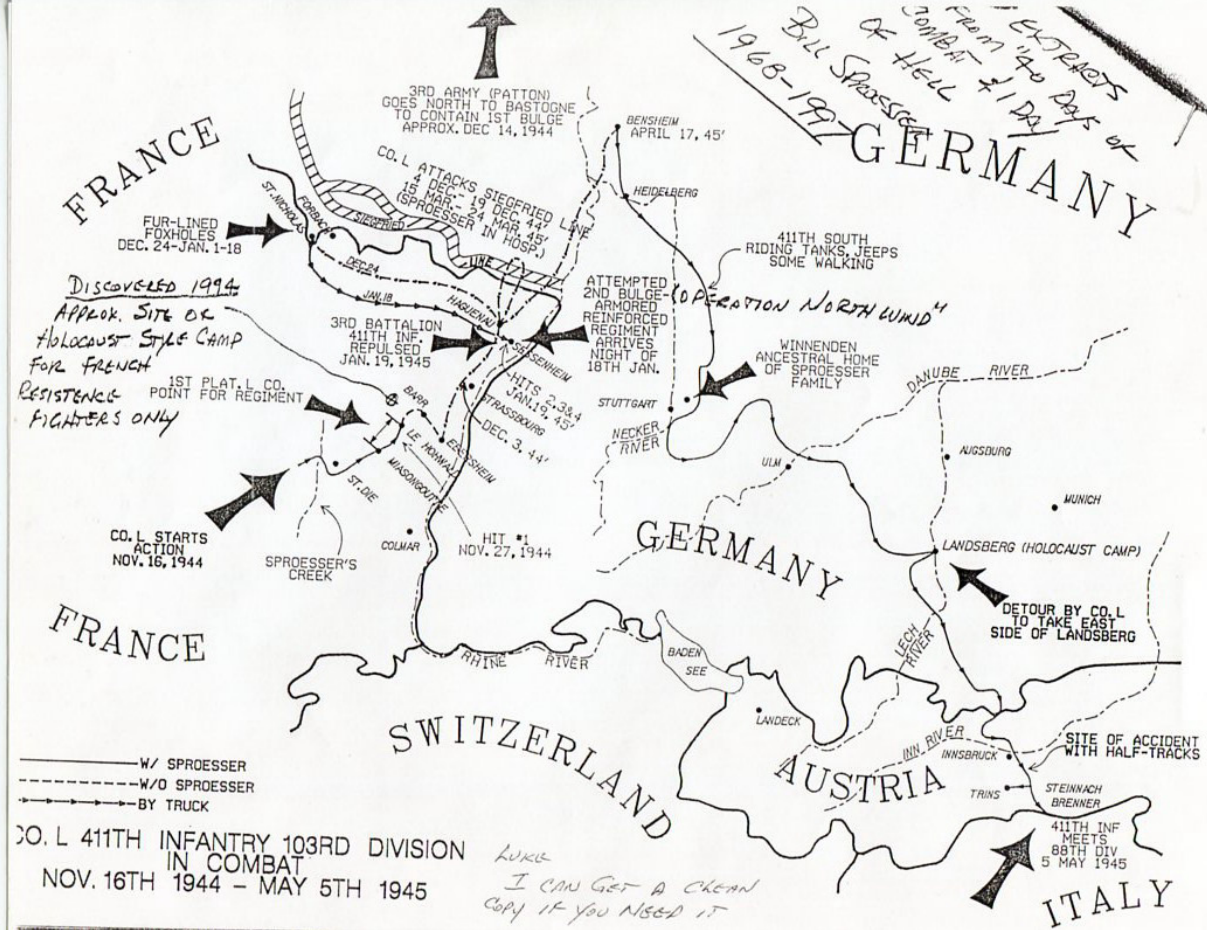 EXTRACTS
FROM "40 DAYS OF
COMBAT & 1 DAY
OF HELL
BILL SPROESSER
1968-1997
3RD ARMY (PATTON)
GOES NORTH TO BASTOGNE
TO CONTAIN 1ST BULGE
APPROX. DEC 14, 1944
FRANCE
GERMANY
BENSHEIM
APRIL 17, 45'
HEIDELBERG
CO. L ATTACKS SIEGFRIED LINE
4 DEC.- 19 DEC. 44'
15 MAR.- 24 MAR. 45'
(SPROESSER IN HOSP.)
ST. NICHOLAS
FORBACH
SIEGFRIED
LINE
FUR-LINED
FOXHOLES
DEC. 24-JAN. 1-18
DEC.24
JAN.18
HAGUENAU
411TH SOUTH
RIDING TANKS, JEEPS
SOME WALKING
DISCOVERED 1994
APPROX. SITE OF
HOLOCAUST STYLE CAMP
FOR FRENCH
RESISTENCE
FIGHTERS ONLY
ATTEMPTED
2ND BULGE-
ARMORED
REINFORCED
REGIMENT
ARRIVES
NIGHT OF
18TH JAN.
(OPERATION NORTHWIND"
3RD BATTALION
411TH INF.
REPULSED
JAN. 19, 1945
SESSENHEIM
HITS 2,3&4
JAN.19, 45'
WINNENDEN
ANCESTRAL HOME
OF SPROESSER
FAMILY
DANUBE RIVER
1ST PLAT. L CO.
POINT FOR REGIMENT
BARR
STRASSBOURG
DEC. 3, 44'
STUTTGART
NECKER
RIVER
LE HOHWALD
EBERSHEIM
MIASONGOUTTE
ST. DIE
ULM
AUGSBURG
MUNICH
CO. L STARTS
ACTION
NOV. 16, 1944
SPROESSER'S
CREEK
COLMAR
HIT #1
NOV. 27, 1944
GERMANY
LANDSBERG (HOLOCAUST CAMP)
DETOUR BY CO. L
TO TAKE EAST
SIDE OF LANDSBERG
FRANCE
RHINE RIVER
BADEN
SEE
LECH
RIVER
SWITZERLAND
LANDECK
INN RIVER
INNSBRUCK
SITE OF ACCIDENT
WITH HALF-TRACKS
AUSTRIA
TRINS
STEINNACH
BRENNER
411TH INF
MEETS
88TH DIV
5 MAY 1945
ITALY
W/ SPROESSER
W/O SPROESSER
BY TRUCK
CO. L 411TH INFANTRY 103RD DIVISION
IN COMBAT
NOV. 16TH 1944 - MAY 5TH 1945
LUKE
I CAN GET A CLEAN
COPY IF YOU NEED IT